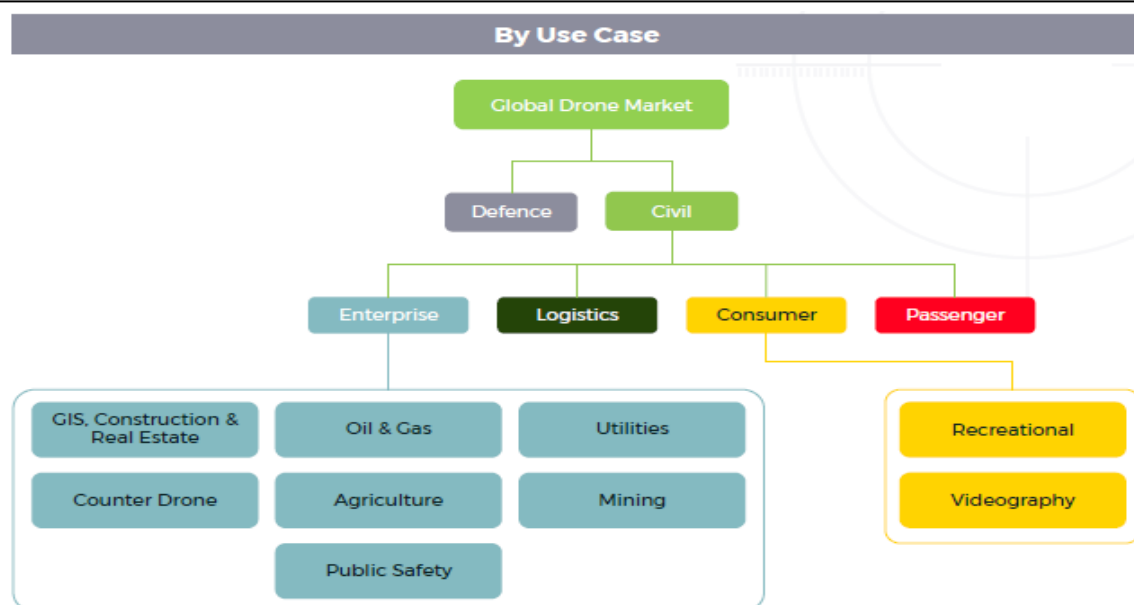 By Use Case
Global Drone Market
Defence
Civil
Enterprise
Logistics
Consumer
Passenger
GIS, Construction &
Real Estate
Oil & Gas
Utilities
Recreational
Counter Drone
Agriculture
Mining
Videography
Public Safety